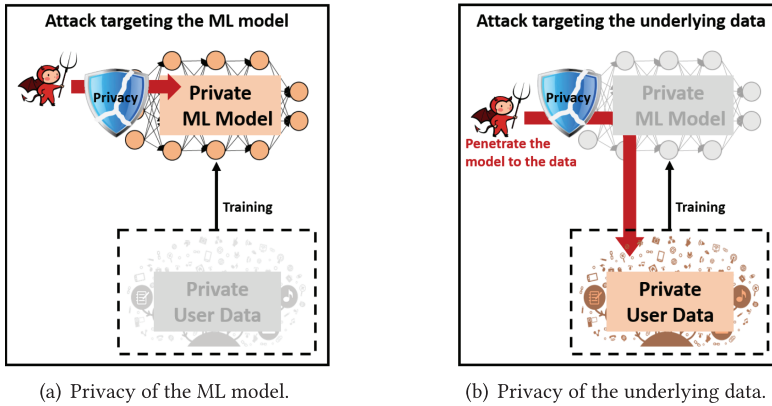 Attack targeting the ML model
Privacy
Private
ML Model
Training
Private
User Data
(a) Privacy of the ML model.
Attack targeting the underlying data
Privacy
Private
ML Model
Penetrate the
model to the data
Training
Private
User Data
(b) Privacy of the underlying data.